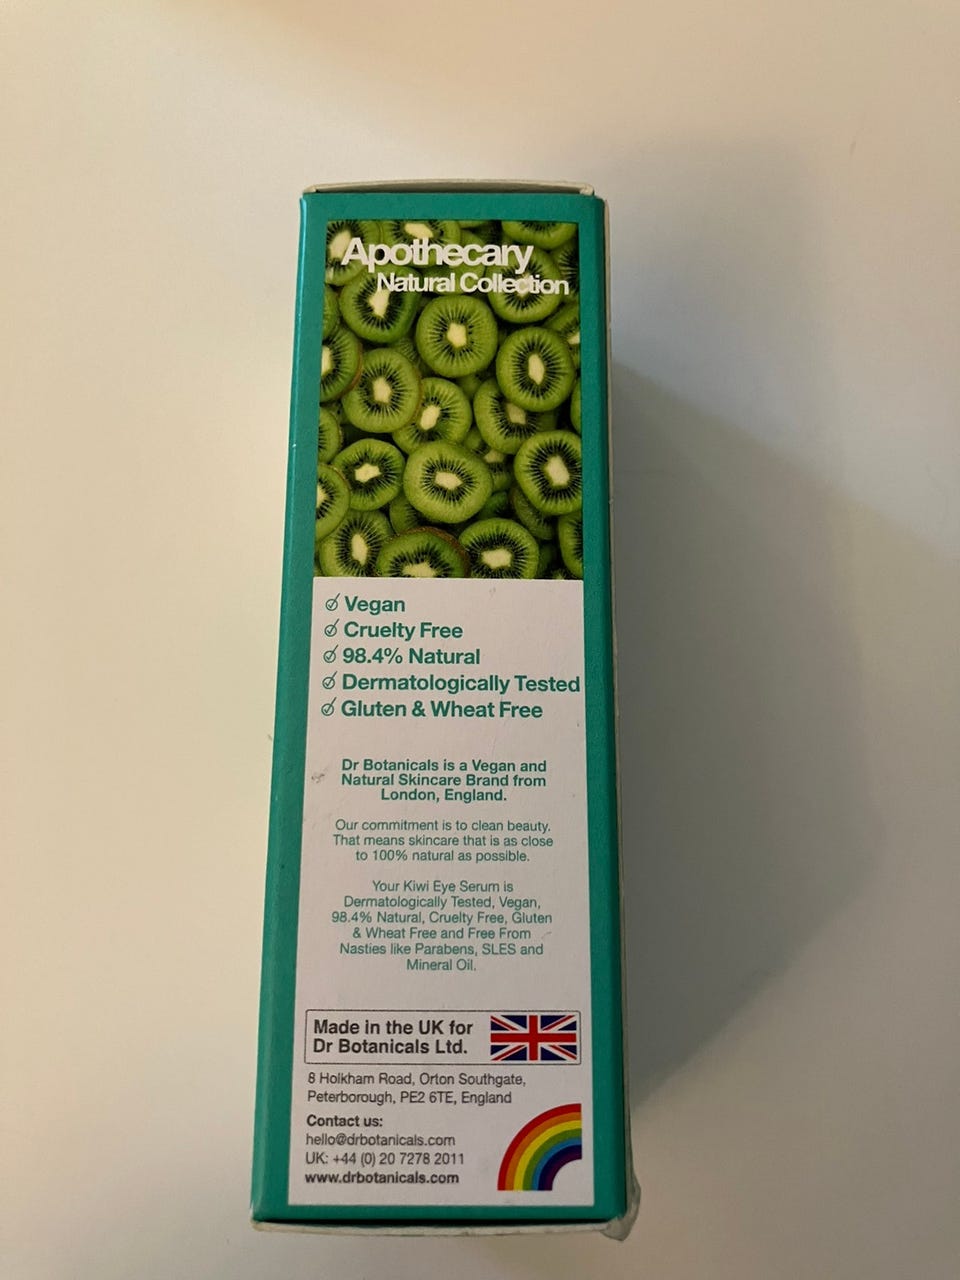 Apothecary
Natural Collection
Vegan
Cruelty Free
98.4% Natural
Dermatologically Tested
Gluten & Wheat Free
Dr Botanicals is a Vegan and
Natural Skincare Brand from
London, England.
Our commitment is to clean beauty.
That means skincare that is as close
to 100% natural as possible.
Your Kiwi Eye Serum is
Dermatologically Tested, Vegan,
98.4% Natural, Cruelty Free, Gluten
& Wheat Free and Free From
Nasties like Parabens, SLES and
Mineral Oil.
Made in the UK for
Dr Botanicals Ltd.
8 Holkham Road, Orton Southgate,
Peterborough, PE2 6TE, England
Contact us:
hello@drbotanicals.com
UK: +44 (0) 20 7278 2011
www.drbotanicals.com